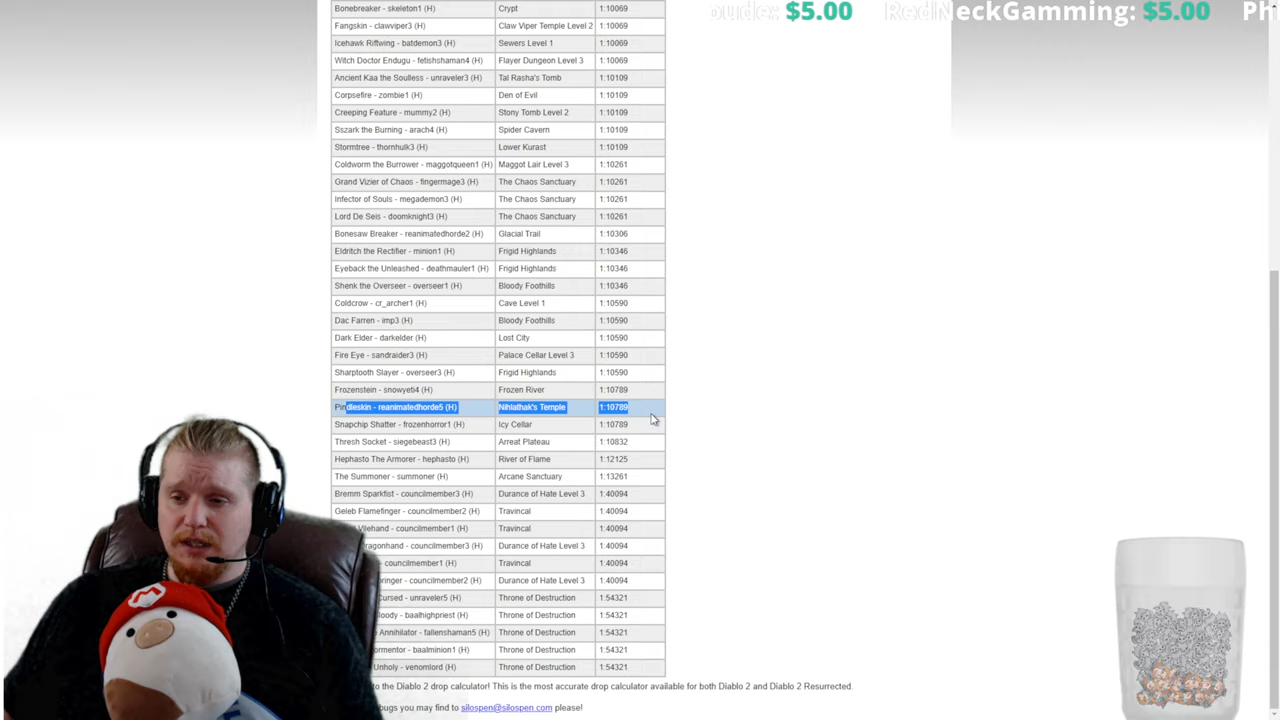 oude: $5.00 RedNeckGamming: $5.00 Ph
Bonebreaker - skeleton1 (H) Crypt 1:10069
Fangskin - clawviper3 (H) Claw Viper Temple Level 2 1:10069
Icehawk Riftwing - batdemon3 (H) Sewers Level 1 1:10069
Witch Doctor Endugu - fetishshaman4 (H) Flayer Dungeon Level 3 1:10069
Ancient Kaa the Soulless - unraveler3 (H) Tal Rasha's Tomb 1:10109
Corpsefire - zombie1 (H) Den of Evil 1:10109
Creeping Feature - mummy2 (H) Stony Tomb Level 2 1:10109
Sszark the Burning - arach4 (H) Spider Cavern 1:10109
Stormtree - thornhulk3 (H) Lower Kurast 1:10109
Coldworm the Burrower - maggotqueen1 (H) Maggot Lair Level 3 1:10261
Grand Vizier of Chaos - fingermage3 (H) The Chaos Sanctuary 1:10261
Infector of Souls - megademon3 (H) The Chaos Sanctuary 1:10261
Lord De Seis - doomknight3 (H) The Chaos Sanctuary 1:10261
Bonesaw Breaker - reanimatedhorde2 (H) Glacial Trail 1:10306
Eldritch the Rectifier - minion1 (H) Frigid Highlands 1:10346
Eyeback the Unleashed - deathmauler1 (H) Frigid Highlands 1:10346
Shenk the Overseer - overseer1 (H) Bloody Foothills 1:10346
Coldcrow - cr_archer1 (H) Cave Level 1 1:10590
Dac Farren - imp3 (H) Bloody Foothills 1:10590
Dark Elder - darkelder (H) Lost City 1:10590
Fire Eye - sandraider3 (H) Palace Cellar Level 3 1:10590
Sharptooth Slayer - overseer3 (H) Frigid Highlands 1:10590
Frozenstein - snowyeti4 (H) Frozen River 1:10789
Pindleskin - reanimatedhorde5 (H) Nihlathak's Temple 1:10789
Snapchip Shatter - frozenhorror1 (H) Icy Cellar 1:10789
Thresh Socket - siegebeast3 (H) Arreat Plateau 1:10832
Hephasto The Armorer - hephasto (H) River of Flame 1:12125
The Summoner - summoner (H) Arcane Sanctuary 1:13261
Bremm Sparkfist - councilmember3 (H) Durance of Hate Level 3 1:40094
Geleb Flamefinger - councilmember2 (H) Travincal 1:40094
Vilehand - councilmember1 (H) Travincal 1:40094
ragonhand - councilmember3 (H) Durance of Hate Level 3 1:40094
- councilmember1 (H) Travincal 1:40094
ringer - councilmember2 (H) Durance of Hate Level 3 1:40094
Cursed - unraveler5 (H) Throne of Destruction 1:54321
loody - baalhighpriest (H) Throne of Destruction 1:54321
Annihilator - fallenshaman5 (H) Throne of Destruction 1:54321
ormentor - baalminion1 (H) Throne of Destruction 1:54321
Unholy - venomlord (H) Throne of Destruction 1:54321
to the Diablo 2 drop calculator! This is the most accurate drop calculator available for both Diablo 2 and Diablo 2 Resurrected.
bugs you may find to silospen@silospen.com please!